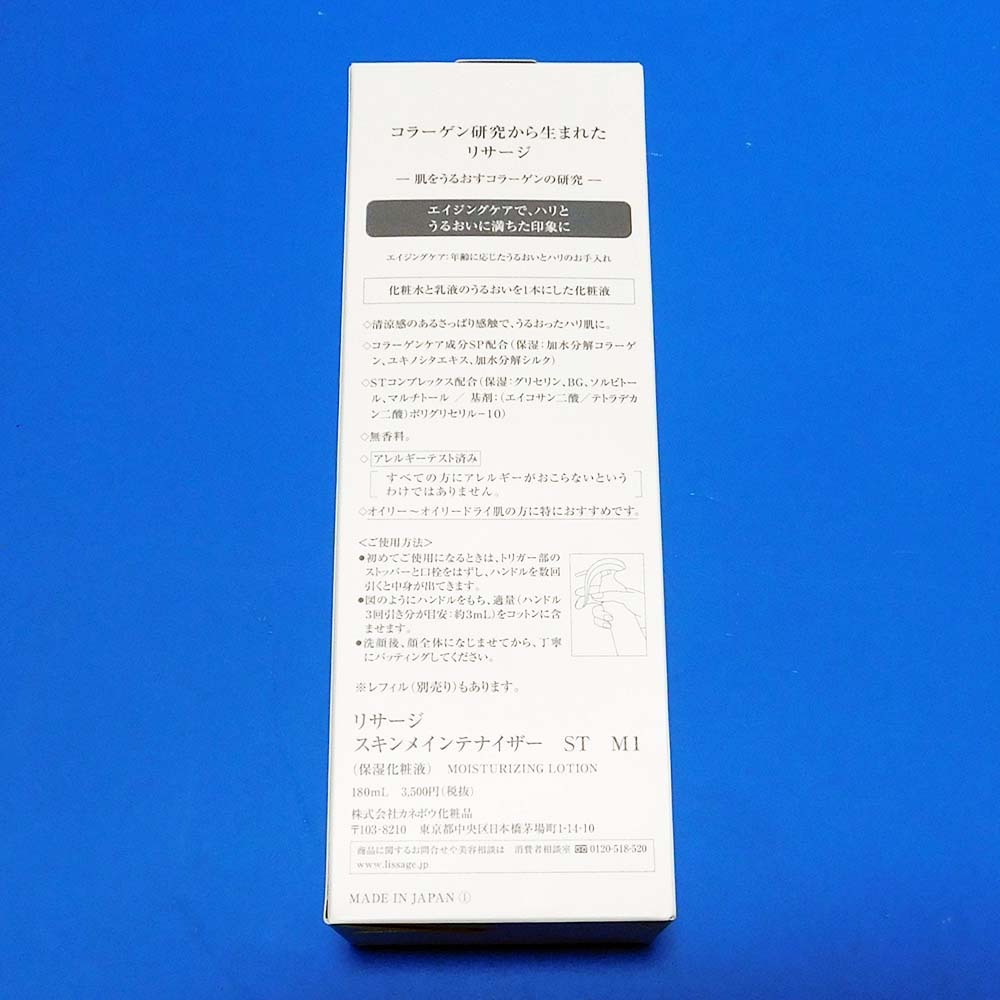 コラーゲン研究から生まれた
リサージ
― 肌をうるおすコラーゲンの研究 ―
エイジングケアで、ハリと
うるおいに満ちた印象に
エイジングケア：年齢に応じたうるおいとハリのお手入れ
化粧水と乳液のうるおいを1本にした化粧液
◇清涼感のあるさっぱり感触で、うるおったハリ肌に。
◇コラーゲンケア成分SP配合（保湿：加水分解コラーゲ
ン、ユキノシタエキス、加水分解シルク）
◇STコンプレックス配合（保湿：グリセリン、BG、ソルビトー
ル、マルチトール ／ 基剤：（エイコサン二酸／テトラデカ
ン二酸）ポリグリセリル−10）
◇無香料。
◇アレルギーテスト済み
すべての方にアレルギーがおこらないという
わけではありません。
◇オイリー～オイリードライ肌の方に特におすすめです。
＜ご使用方法＞
●初めてご使用になるときは、トリガー部の
ストッパーと口栓をはずし、ハンドルを数回
引くと中身が出てきます。
●図のようにハンドルをもち、適量（ハンドル
3回引き分が目安：約3mL）をコットンに含
ませます。
●洗顔後、顔全体になじませてから、丁寧
にパッティングしてください。
※レフィル（別売り）もあります。
リサージ
スキンメインテナイザー ST M1
（保湿化粧液） MOISTURIZING LOTION
180mL 3,500円（税抜）
株式会社カネボウ化粧品
〒103-8210 東京都中央区日本橋茅場町1-14-10
商品に関するお問合せや美容相談は 消費者相談室 0120-518-520
www.lissage.jp
MADE IN JAPAN ①